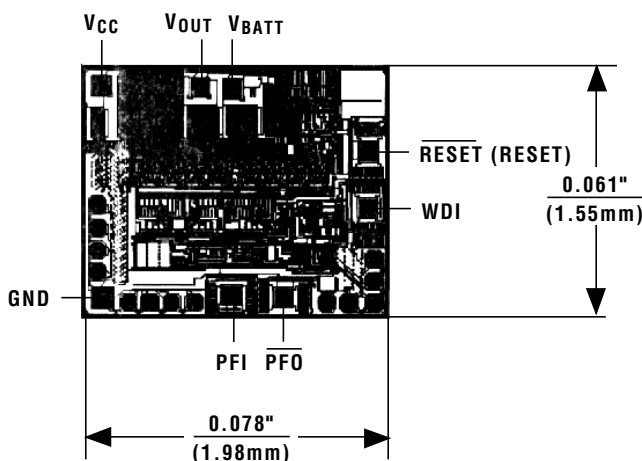 VCC VOUT VBATT
RESET (RESET)
0.061"
(1.55mm)
WDI
GND
PFI PFO
0.078"
(1.98mm)